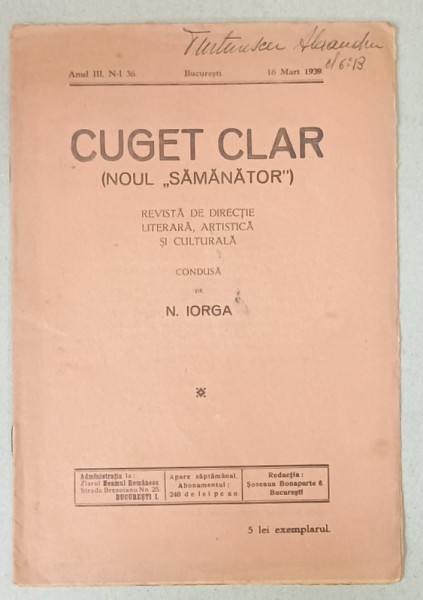 Alexandru
Anul III. N-l 36. București 16 Mart 1939.
CUGET CLAR
(NOUL „SĂMĂNĂTOR")
REVISTĂ DE DIRECȚIE
LITERARĂ, ARTISTICĂ
ȘI CULTURALĂ
CONDUSĂ
DE
N. IORGA
Administrația la:
Ziarul Neamul Românesc
Strada Brezoianu No 23.
BUCUREȘTI I.
Apare săptămânal.
Abonamentul:
240 de lei pe an
Redacția:
Șoseaua Bonaparte 6.
București
5 lei exemplarul.